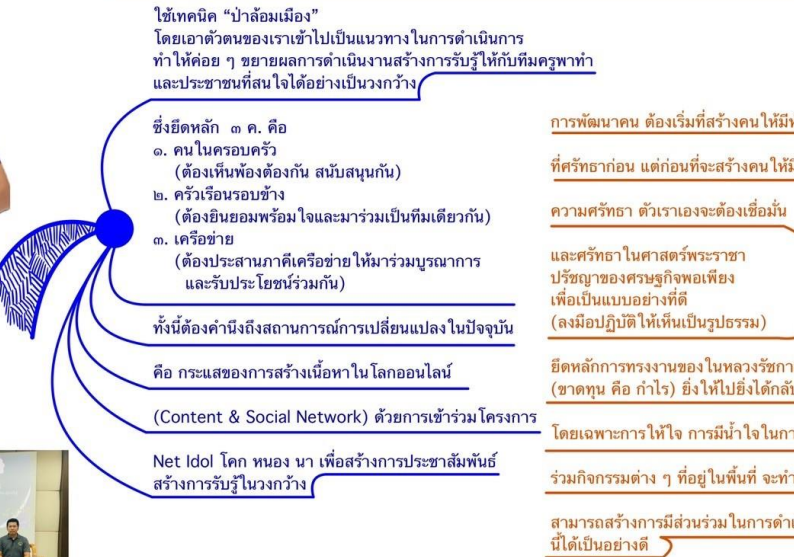 ใช้เทคนิค “ป่าล้อมเมือง”
โดยเอาตัวตนของเราเข้าไปเป็นแนวทางในการดำเนินการ
ทำให้ค่อย ๆ ขยายผลการดำเนินงานสร้างการรับรู้ให้กับทีมครูพาทำ
และประชาชนที่สนใจได้อย่างเป็นวงกว้าง
ซึ่งยึดหลัก ๓ ค. คือ
๑. คนในครอบครัว
(ต้องเห็นพ้องต้องกัน สนับสนุนกัน)
๒. ครัวเรือนรอบข้าง
(ต้องยินยอมพร้อมใจและมาร่วมเป็นทีมเดียวกัน)
๓. เครือข่าย
(ต้องประสานภาคีเครือข่ายให้มาร่วมบูรณาการ
และรับประโยชน์ร่วมกัน)
ทั้งนี้ต้องคำนึงถึงสถานการณ์การเปลี่ยนแปลงในปัจจุบัน
คือ กระแสของการสร้างเนื้อหาในโลกออนไลน์
(Content & Social Network) ด้วยการเข้าร่วมโครงการ
Net Idol โคก หนอง นา เพื่อสร้างการประชาสัมพันธ์
สร้างการรับรู้ในวงกว้าง
การพัฒนาคน ต้องเริ่มที่สร้างคนให้มี
ที่ศรัทธาก่อน แต่ก่อนที่จะสร้างคนให้มี
ความศรัทธา ตัวเราเองจะต้องเชื่อมั่น
และศรัทธาในศาสตร์พระราชา
ปรัชญาของเศรษฐกิจพอเพียง
เพื่อเป็นแบบอย่างที่ดี
(ลงมือปฏิบัติให้เห็นเป็นรูปธรรม)
ยึดหลักการทรงงานของในหลวงรัชกา
(ขาดทุน คือ กำไร) ยิ่งให้ไปยิ่งได้กลับ
โดยเฉพาะการให้ใจ การมีน้ำใจในกา
ร่วมกิจกรรมต่าง ๆ ที่อยู่ในพื้นที่ จะทำ
สามารถสร้างการมีส่วนร่วมในการดำเ
นี้ได้เป็นอย่างดี